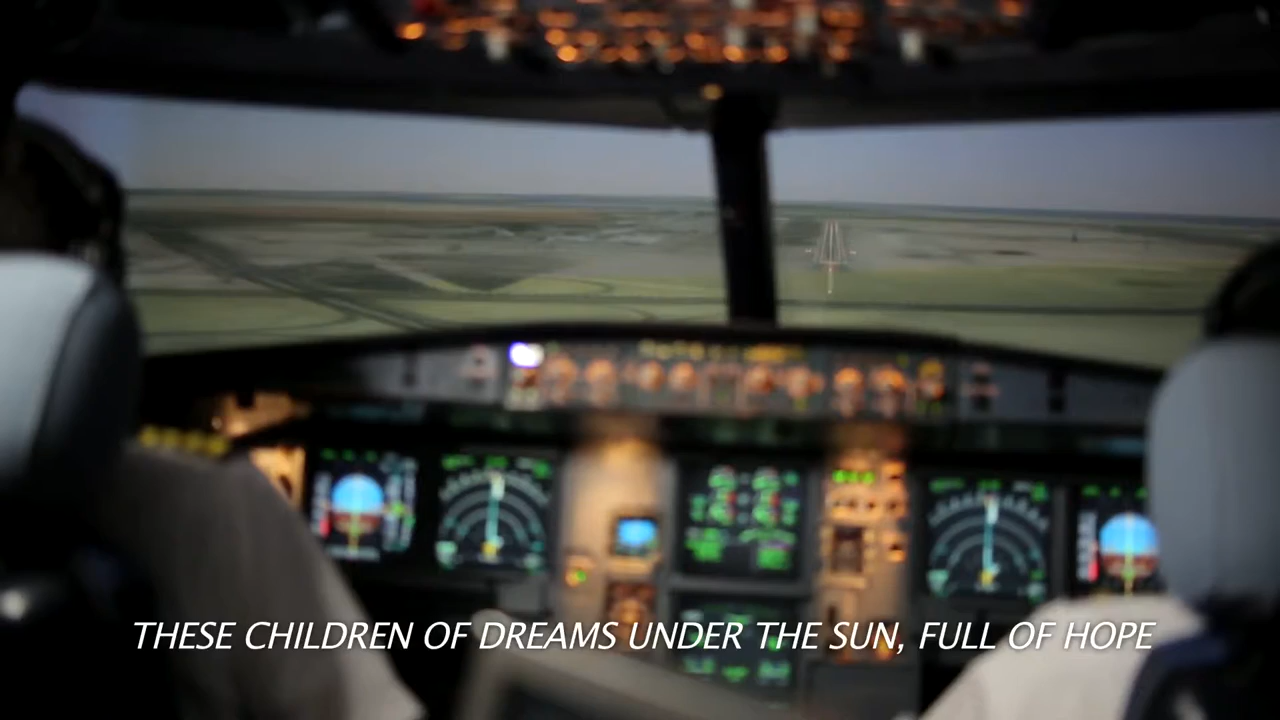 THESE CHILDREN OF DREAMS UNDER THE SUN, FULL OF HOPE